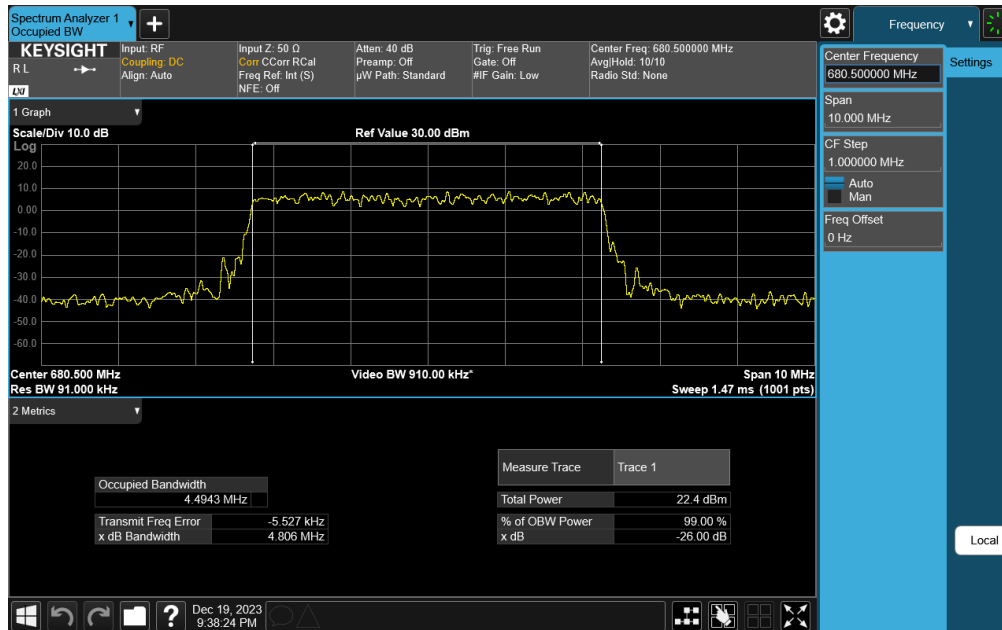 Spectrum Analyzer 1
Occupied BW
Frequency
KEYSIGHT
R L
LXI
Input: RF
Coupling: DC
Align: Auto
Input Z: 50 Ω
Corr CCorr RCal
Freq Ref: Int (S)
NFE: Off
Atten: 40 dB
Preamp: Off
µW Path: Standard
Trig: Free Run
Gate: Off
#IF Gain: Low
Center Freq: 680.500000 MHz
Avg|Hold: 10/10
Radio Std: None
Center Frequency
680.500000 MHz
Settings
Span
10.000 MHz
CF Step
1.000000 MHz
Auto
Man
Freq Offset
0 Hz
Local
1 Graph
Scale/Div 10.0 dB
Ref Value 30.00 dBm
Log
20.0
10.0
0.00
-10.0
-20.0
-30.0
-40.0
-50.0
-60.0
Center 680.500 MHz
Video BW 910.00 kHz*
Span 10 MHz
Res BW 91.000 kHz
Sweep 1.47 ms (1001 pts)
2 Metrics
Occupied Bandwidth
4.4943 MHz
Transmit Freq Error -5.527 kHz
x dB Bandwidth 4.806 MHz
Measure Trace Trace 1
Total Power 22.4 dBm
% of OBW Power 99.00 %
x dB -26.00 dB
?
Dec 19, 2023
9:38:24 PM